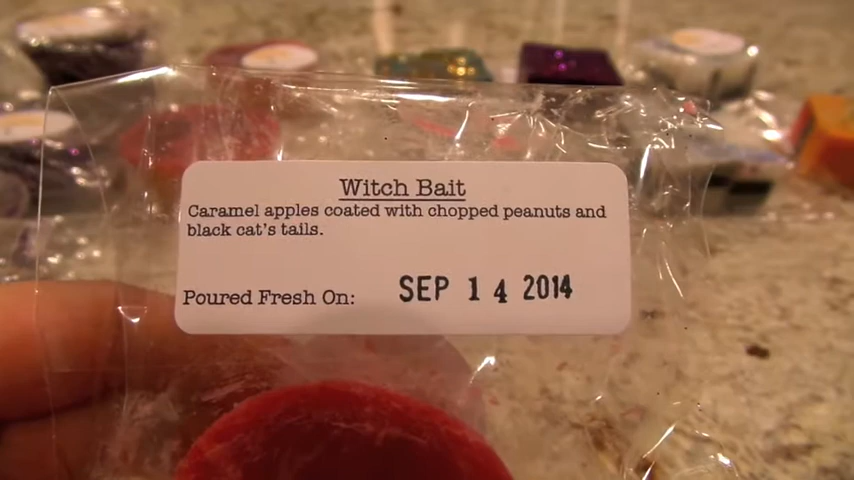 Witch Bait
Caramel apples coated with chopped peanuts and
black cat's tails.
Poured Fresh On: SEP 14 2014